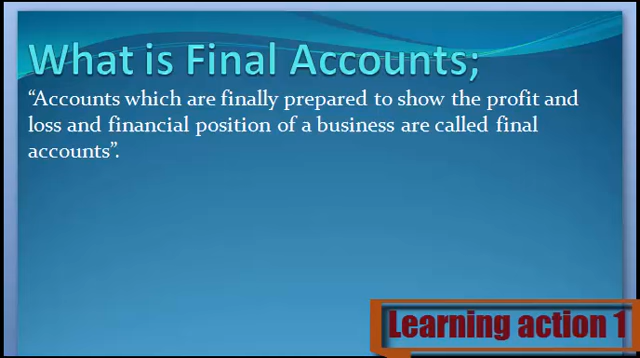 What is Final Accounts;
“Accounts which are finally prepared to show the profit and
loss and financial position of a business are called final
accounts”.
Learning action 1